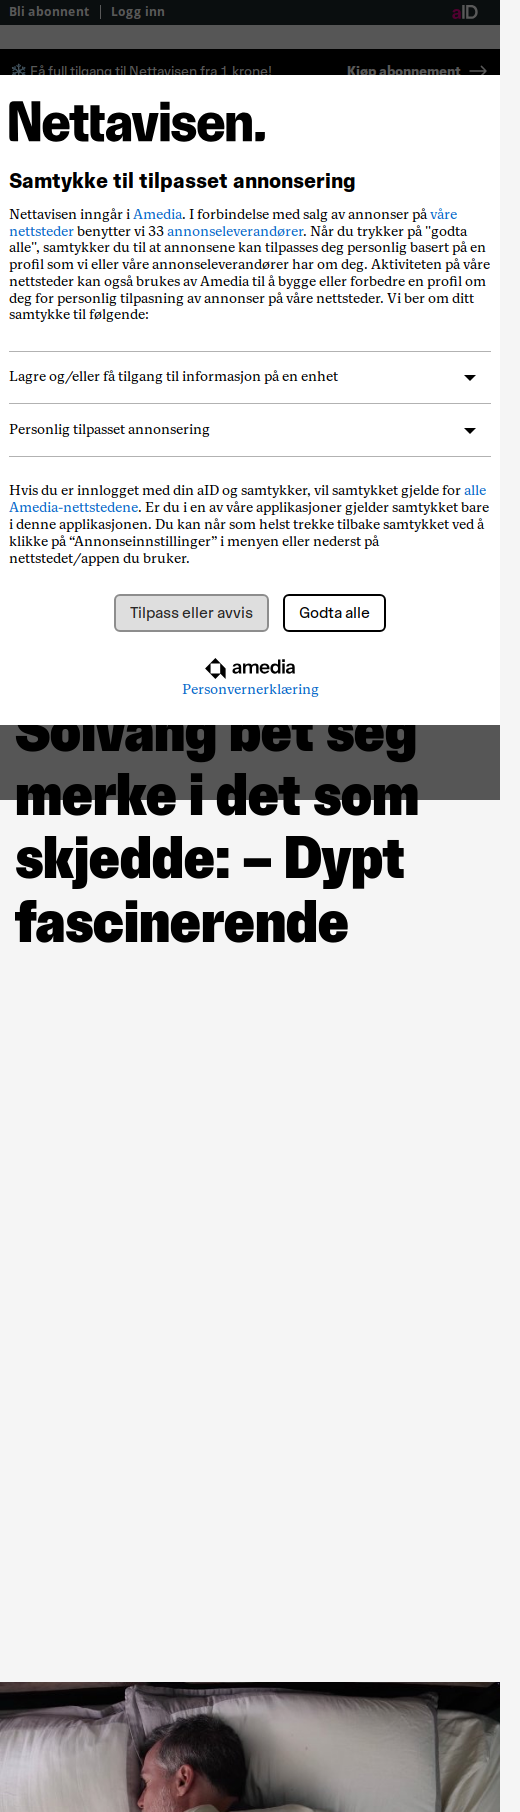 Bli abonnent | Logg inn
aID
Få full tilgang til Nettavisen fra 1 krone!
Kjøp abonnement →
Nettavisen.
Samtykke til tilpasset annonsering
Nettavisen inngår i Amedia. I forbindelse med salg av annonser på våre
nettsteder benytter vi 33 annonseleverandører. Når du trykker på "godta
alle", samtykker du til at annonsene kan tilpasses deg personlig basert på en
profil som vi eller våre annonseleverandører har om deg. Aktiviteten på våre
nettsteder kan også brukes av Amedia til å bygge eller forbedre en profil om
deg for personlig tilpasning av annonser på våre nettsteder. Vi ber om ditt
samtykke til følgende:
Lagre og/eller få tilgang til informasjon på en enhet
Personlig tilpasset annonsering
Hvis du er innlogget med din aID og samtykker, vil samtykket gjelde for alle
Amedia-nettstedene. Er du i en av våre applikasjoner gjelder samtykket bare
i denne applikasjonen. Du kan når som helst trekke tilbake samtykket ved å
klikke på “Annonseinnstillinger” i menyen eller nederst på
nettstedet/appen du bruker.
Tilpass eller avvis
Godta alle
amedia
Personvernerklæring
Solvang bet seg
merke i det som
skjedde: – Dypt
fascinerende